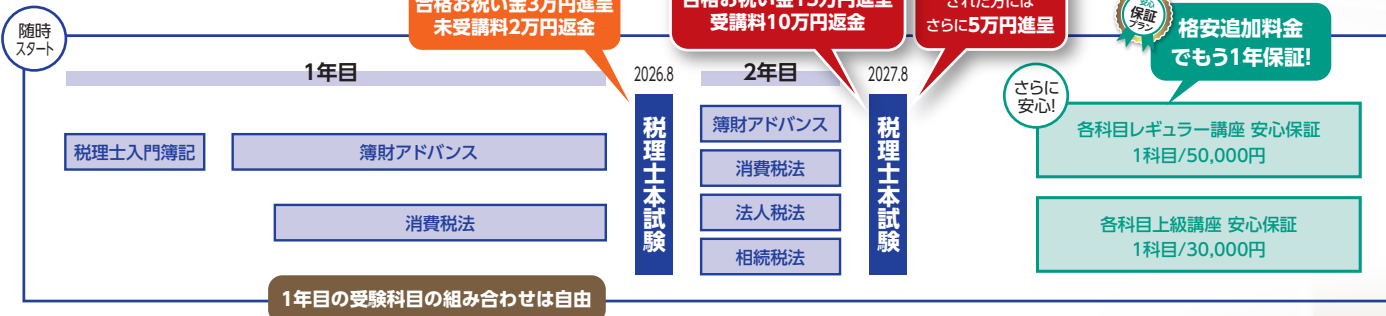 随時
スタート
合格お祝い金3万円進呈
未受講料2万円返金
合格お祝い金15万円進呈
受講料10万円返金
された方には
さらに5万円進呈
安心
保証
プラン
格安追加料金
でもう1年保証!
1年目
2026.8
2年目
2027.8
さらに
安心!
税理士入門簿記
簿財アドバンス
消費税法
税理士本試験
簿財アドバンス
消費税法
法人税法
相続税法
税理士本試験
各科目レギュラー講座 安心保証
1科目/50,000円
各科目上級講座 安心保証
1科目/30,000円
1年目の受験科目の組み合わせは自由